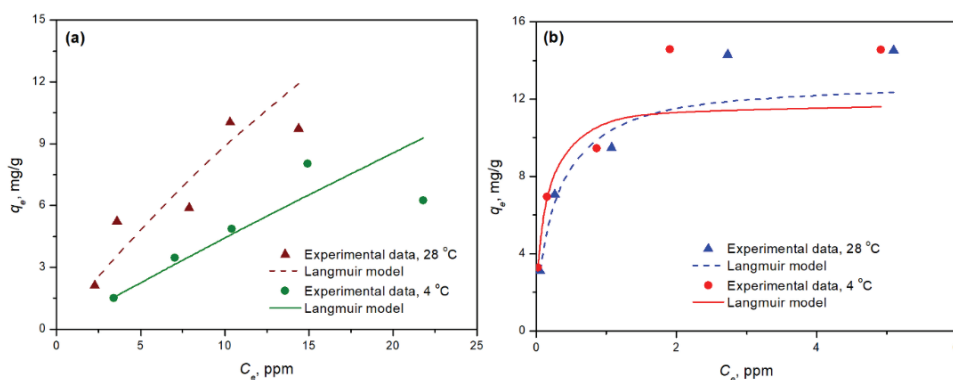 (a)
15
12
9
6
3
0
qe, mg/g
Experimental data, 28 °C
Langmuir model
Experimental data, 4 °C
Langmuir model
0 5 10 15 20 25
Ce, ppm
(b)
16
12
8
4
0
qe, mg/g
Experimental data, 28 °C
Langmuir model
Experimental data, 4 °C
Langmuir model
0 2 4
ppm